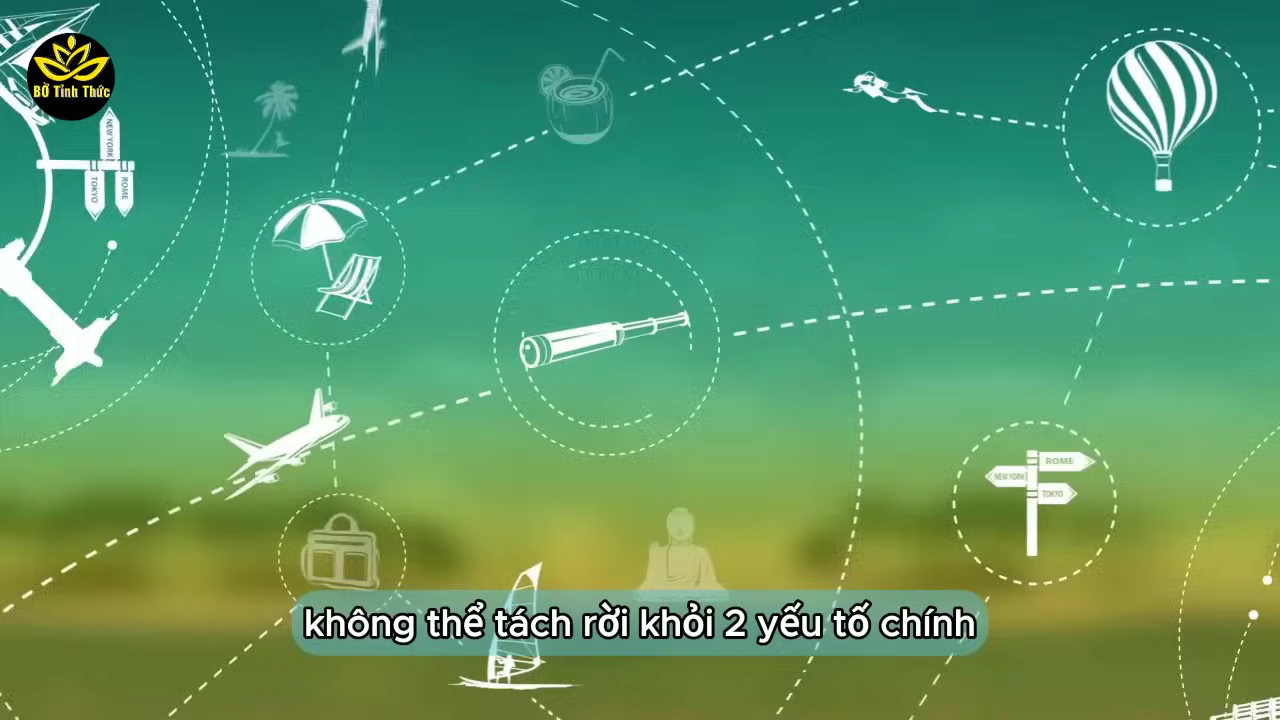 BỜ Tỉnh Thức
NEW YORK
TOKYO
ROME
ROME
NEW YORK
TOKYO
không thể tách rời khỏi 2 yếu tố chính